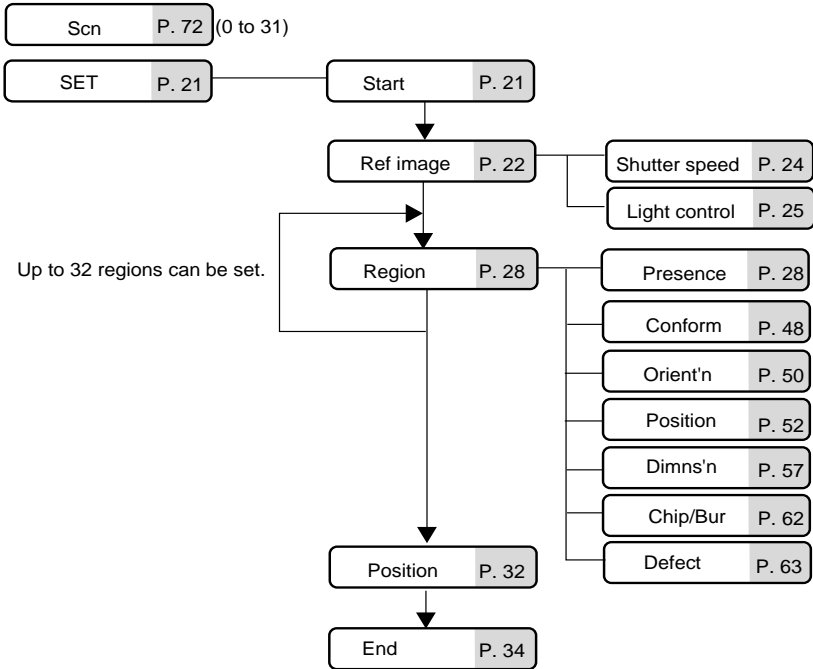 Scn P. 72 (0 to 31)
SET P. 21 Start P. 21
Ref image P. 22 Shutter speed P. 24
Light control P. 25
Up to 32 regions can be set. Region P. 28 Presence P. 28
Conform P. 48
Orient'n P. 50
Position P. 52
Dimns'n P. 57
Chip/Bur P. 62
Position P. 32 Defect P. 63
End P. 34